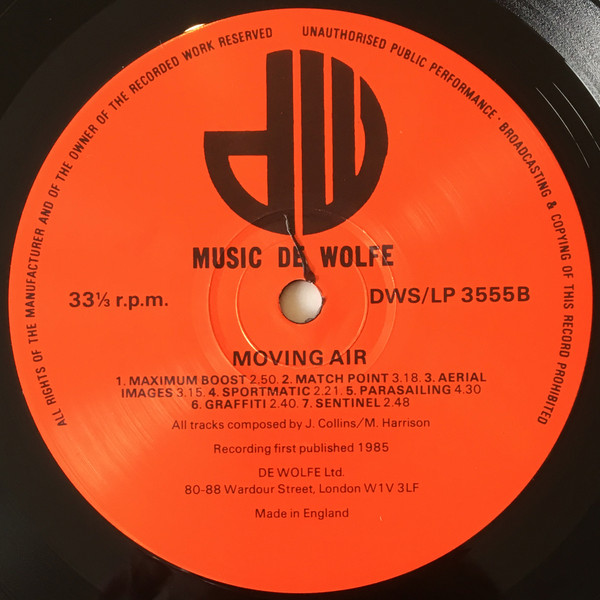 ALL RIGHTS OF THE MANUFACTURER AND OF THE OWNER OF THE RECORDED WORK RESERVED
UNAUTHORISED PUBLIC PERFORMANCE · BROADCASTING & COPYING OF THIS RECORD PROHIBITED
dW
MUSIC DE WOLFE
33⅓ r.p.m.
DWS/LP 3555B
MOVING AIR
1. MAXIMUM BOOST 2.50. 2. MATCH POINT 3.18. 3. AERIAL
IMAGES 3.15. 4. SPORTMATIC 2.21. 5. PARASAILING 4.30
6. GRAFFITI 2.40. 7. SENTINEL 2.48
All tracks composed by J. Collins/M. Harrison
Recording first published 1985
DE WOLFE Ltd.
80-88 Wardour Street, London W1V 3LF
Made in England